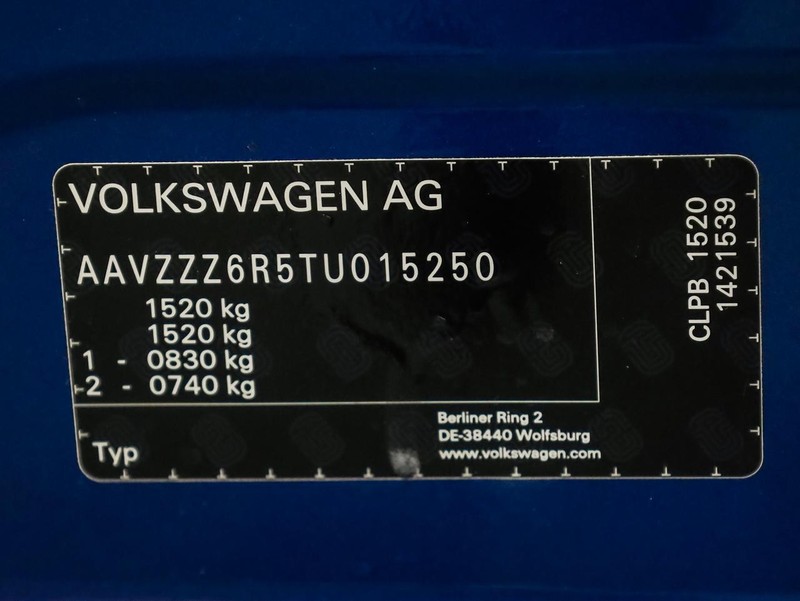 VOLKSWAGEN AG
AAVZZZ6R5TU015250
1520 kg
1520 kg
1 - 0830 kg
2 - 0740 kg
Typ
Berliner Ring 2
DE-38440 Wolfsburg
www.volkswagen.com
CLPB 1520
1421539